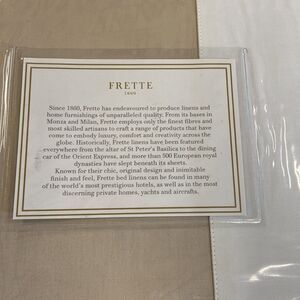 FRETTE
1860
Since 1860, Frette has endeavoured to produce linens and
home furnishings of unparalleled quality. From its bases in
Monza and Milan, Frette employs only the finest fibers and
most skilled artisans to craft a range of products that have
come to embody luxury, comfort and creativity across the
globe. Historically, Frette linens have been featured
everywhere from the altar of St Peter's Basilica to the dining
car of the Orient Express, and more than 500 European royal
dynasties have slept beneath its sheets.
Known for their chic, original design and inimitable
finish and feel, Frette bed linens can be found in many
of the world's most prestigious hotels, as well as in the most
discerning private homes, yachts and aircrafts.